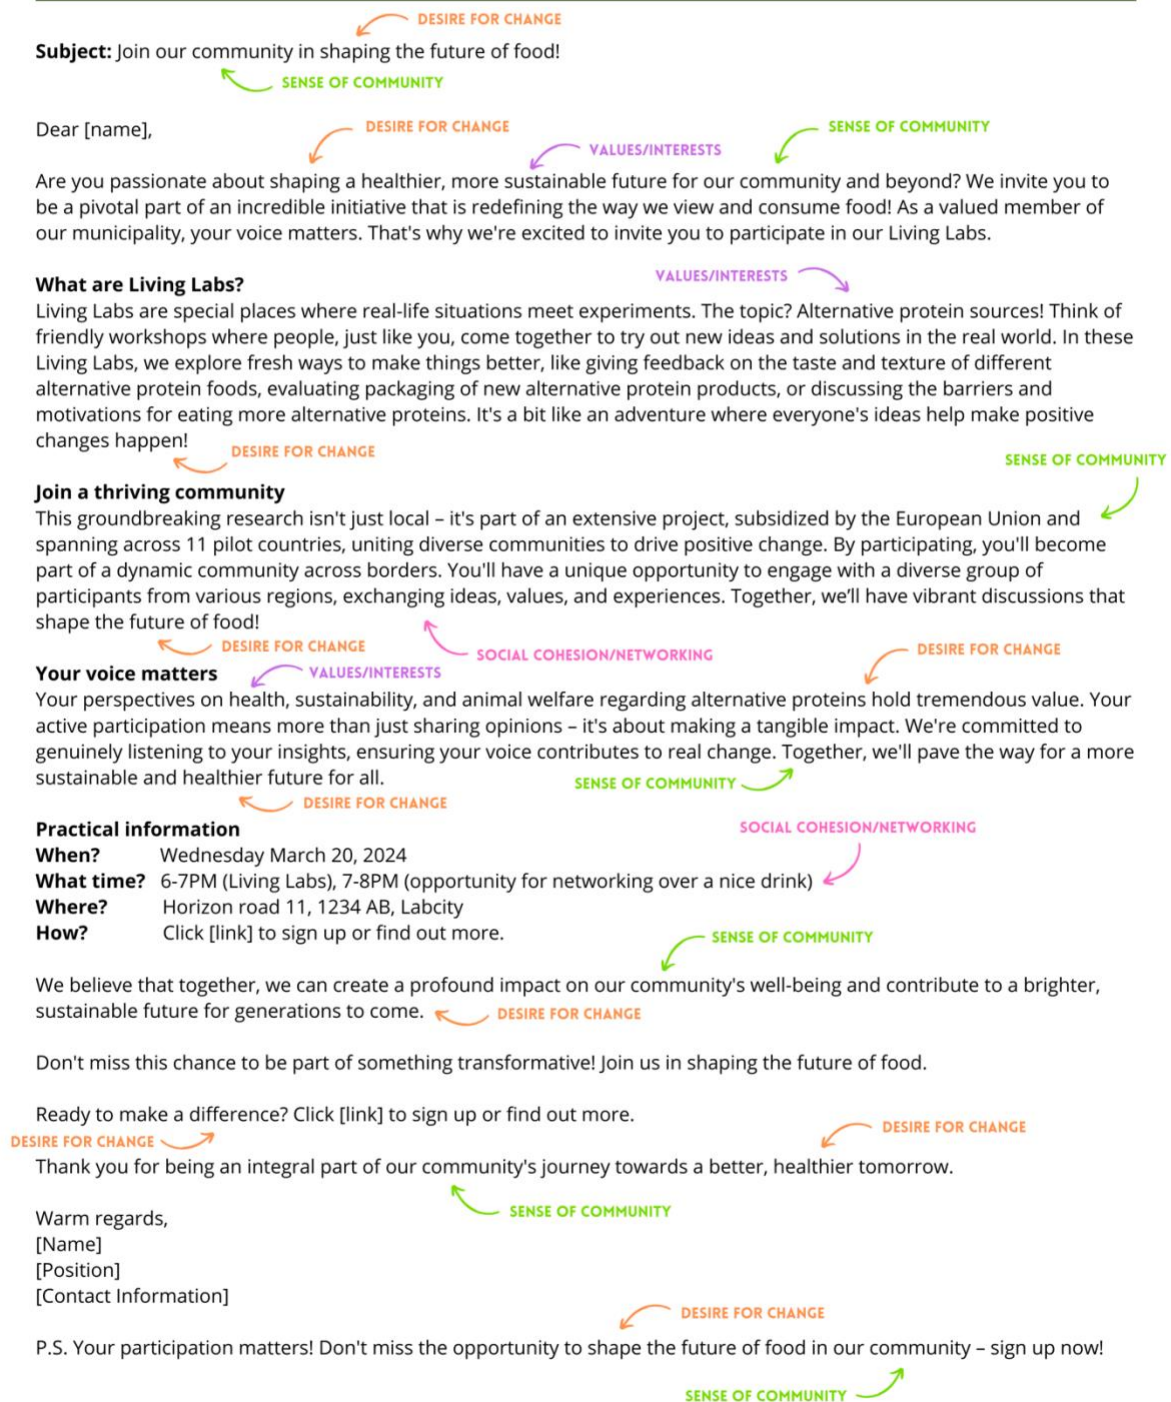 DESIRE FOR CHANGE
Subject: Join our community in shaping the future of food!
SENSE OF COMMUNITY
Dear [name],
DESIRE FOR CHANGE
SENSE OF COMMUNITY
VALUES/INTERESTS
Are you passionate about shaping a healthier, more sustainable future for our community and beyond? We invite you to
be a pivotal part of an incredible initiative that is redefining the way we view and consume food! As a valued member of
our municipality, your voice matters. That's why we're excited to invite you to participate in our Living Labs.
VALUES/INTERESTS
What are Living Labs?
Living Labs are special places where real-life situations meet experiments. The topic? Alternative protein sources! Think of
friendly workshops where people, just like you, come together to try out new ideas and solutions in the real world. In these
Living Labs, we explore fresh ways to make things better, like giving feedback on the taste and texture of different
alternative protein foods, evaluating packaging of new alternative protein products, or discussing the barriers and
motivations for eating more alternative proteins. It's a bit like an adventure where everyone's ideas help make positive
changes happen!
DESIRE FOR CHANGE
SENSE OF COMMUNITY
Join a thriving community
This groundbreaking research isn't just local – it's part of an extensive project, subsidized by the European Union and
spanning across 11 pilot countries, uniting diverse communities to drive positive change. By participating, you'll become
part of a dynamic community across borders. You'll have a unique opportunity to engage with a diverse group of
participants from various regions, exchanging ideas, values, and experiences. Together, we’ll have vibrant discussions that
shape the future of food!
DESIRE FOR CHANGE
SOCIAL COHESION/NETWORKING
DESIRE FOR CHANGE
Your voice matters
VALUES/INTERESTS
Your perspectives on health, sustainability, and animal welfare regarding alternative proteins hold tremendous value. Your
active participation means more than just sharing opinions – it's about making a tangible impact. We're committed to
genuinely listening to your insights, ensuring your voice contributes to real change. Together, we'll pave the way for a more
sustainable and healthier future for all.
SENSE OF COMMUNITY
DESIRE FOR CHANGE
Practical information
SOCIAL COHESION/NETWORKING
When? Wednesday March 20, 2024
What time? 6-7PM (Living Labs), 7-8PM (opportunity for networking over a nice drink)
Where? Horizon road 11, 1234 AB, Labcity
How? Click [link] to sign up or find out more.
SENSE OF COMMUNITY
We believe that together, we can create a profound impact on our community's well-being and contribute to a brighter,
sustainable future for generations to come.
DESIRE FOR CHANGE
Don't miss this chance to be part of something transformative! Join us in shaping the future of food.
Ready to make a difference? Click [link] to sign up or find out more.
DESIRE FOR CHANGE
DESIRE FOR CHANGE
Thank you for being an integral part of our community's journey towards a better, healthier tomorrow.
SENSE OF COMMUNITY
Warm regards,
[Name]
[Position]
[Contact Information]
DESIRE FOR CHANGE
P.S. Your participation matters! Don't miss the opportunity to shape the future of food in our community – sign up now!
SENSE OF COMMUNITY